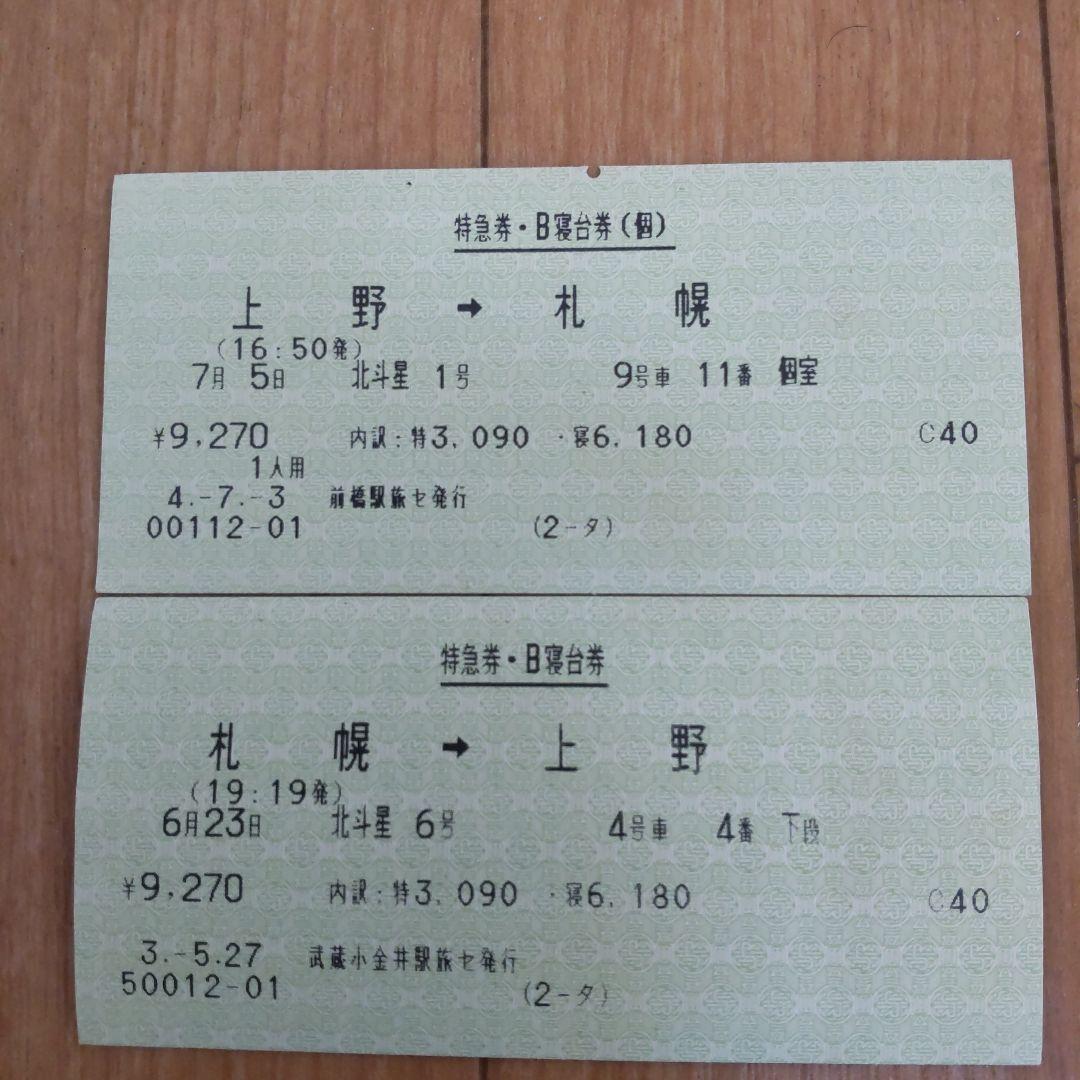 特急券・B寝台券(個)
上野→札幌
(16:50発)
7月 5日 北斗星 1号 9号車 11番 個室
¥9,270 内訳:特3,090・寝6,180 C40
1人用
4.-7.-3 前橋駅旅セ発行
00112-01 (2-タ)
特急券・B寝台券
札幌→上野
(19:19発)
6月23日 北斗星 6号 4号車 4番 下段
¥9,270 内訳:特3,090・寝6,180 C40
3.-5.27 武蔵小金井駅旅セ発行
50012-01 (2-タ)